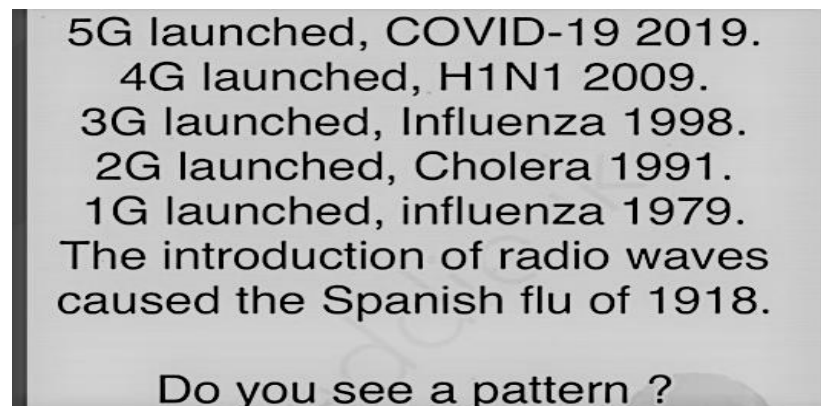 5G launched, COVID-19 2019.
4G launched, H1N1 2009.
3G launched, Influenza 1998.
2G launched, Cholera 1991.
1G launched, influenza 1979.
The introduction of radio waves
caused the Spanish flu of 1918.
Do you see a pattern ?